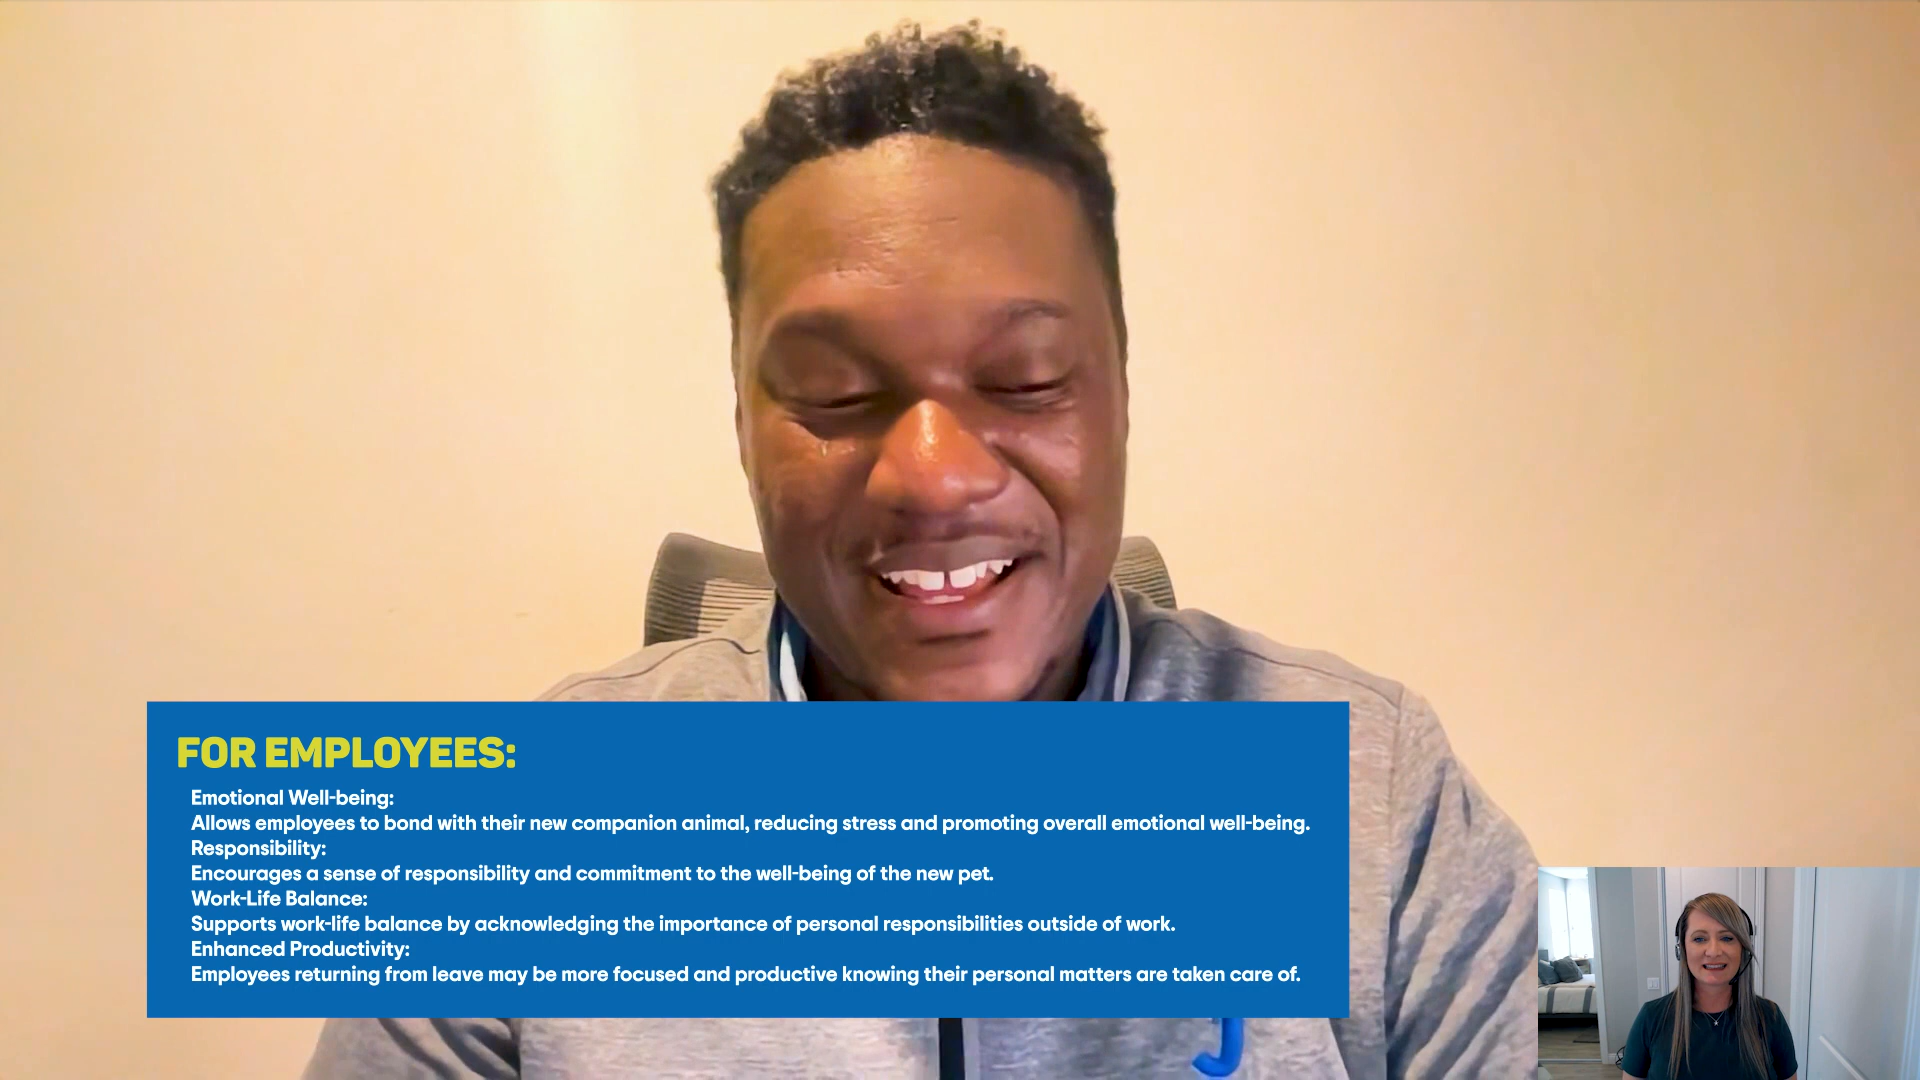 FOR EMPLOYEES:
Emotional Well-being:
Allows employees to bond with their new companion animal, reducing stress and promoting overall emotional well-being.
Responsibility:
Encourages a sense of responsibility and commitment to the well-being of the new pet.
Work-Life Balance:
Supports work-life balance by acknowledging the importance of personal responsibilities outside of work.
Enhanced Productivity:
Employees returning from leave may be more focused and productive knowing their personal matters are taken care of.